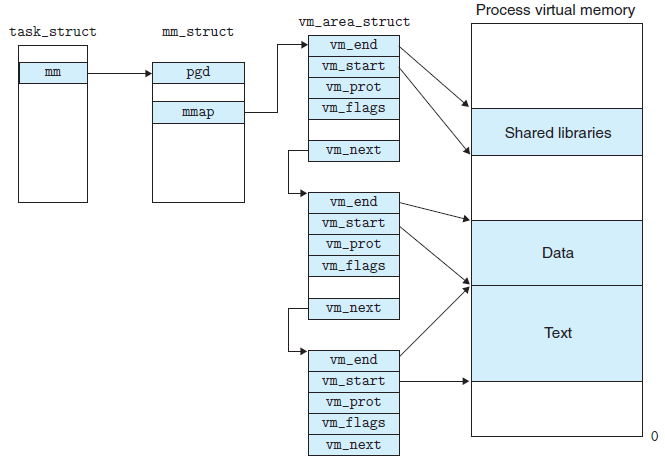 task_struct
mm
mm_struct
pgd
mmap
vm_area_struct
vm_end
vm_start
vm_prot
vm_flags
vm_next
vm_end
vm_start
vm_prot
vm_flags
vm_next
vm_end
vm_start
vm_prot
vm_flags
vm_next
Process virtual memory
Shared libraries
Data
Text
0